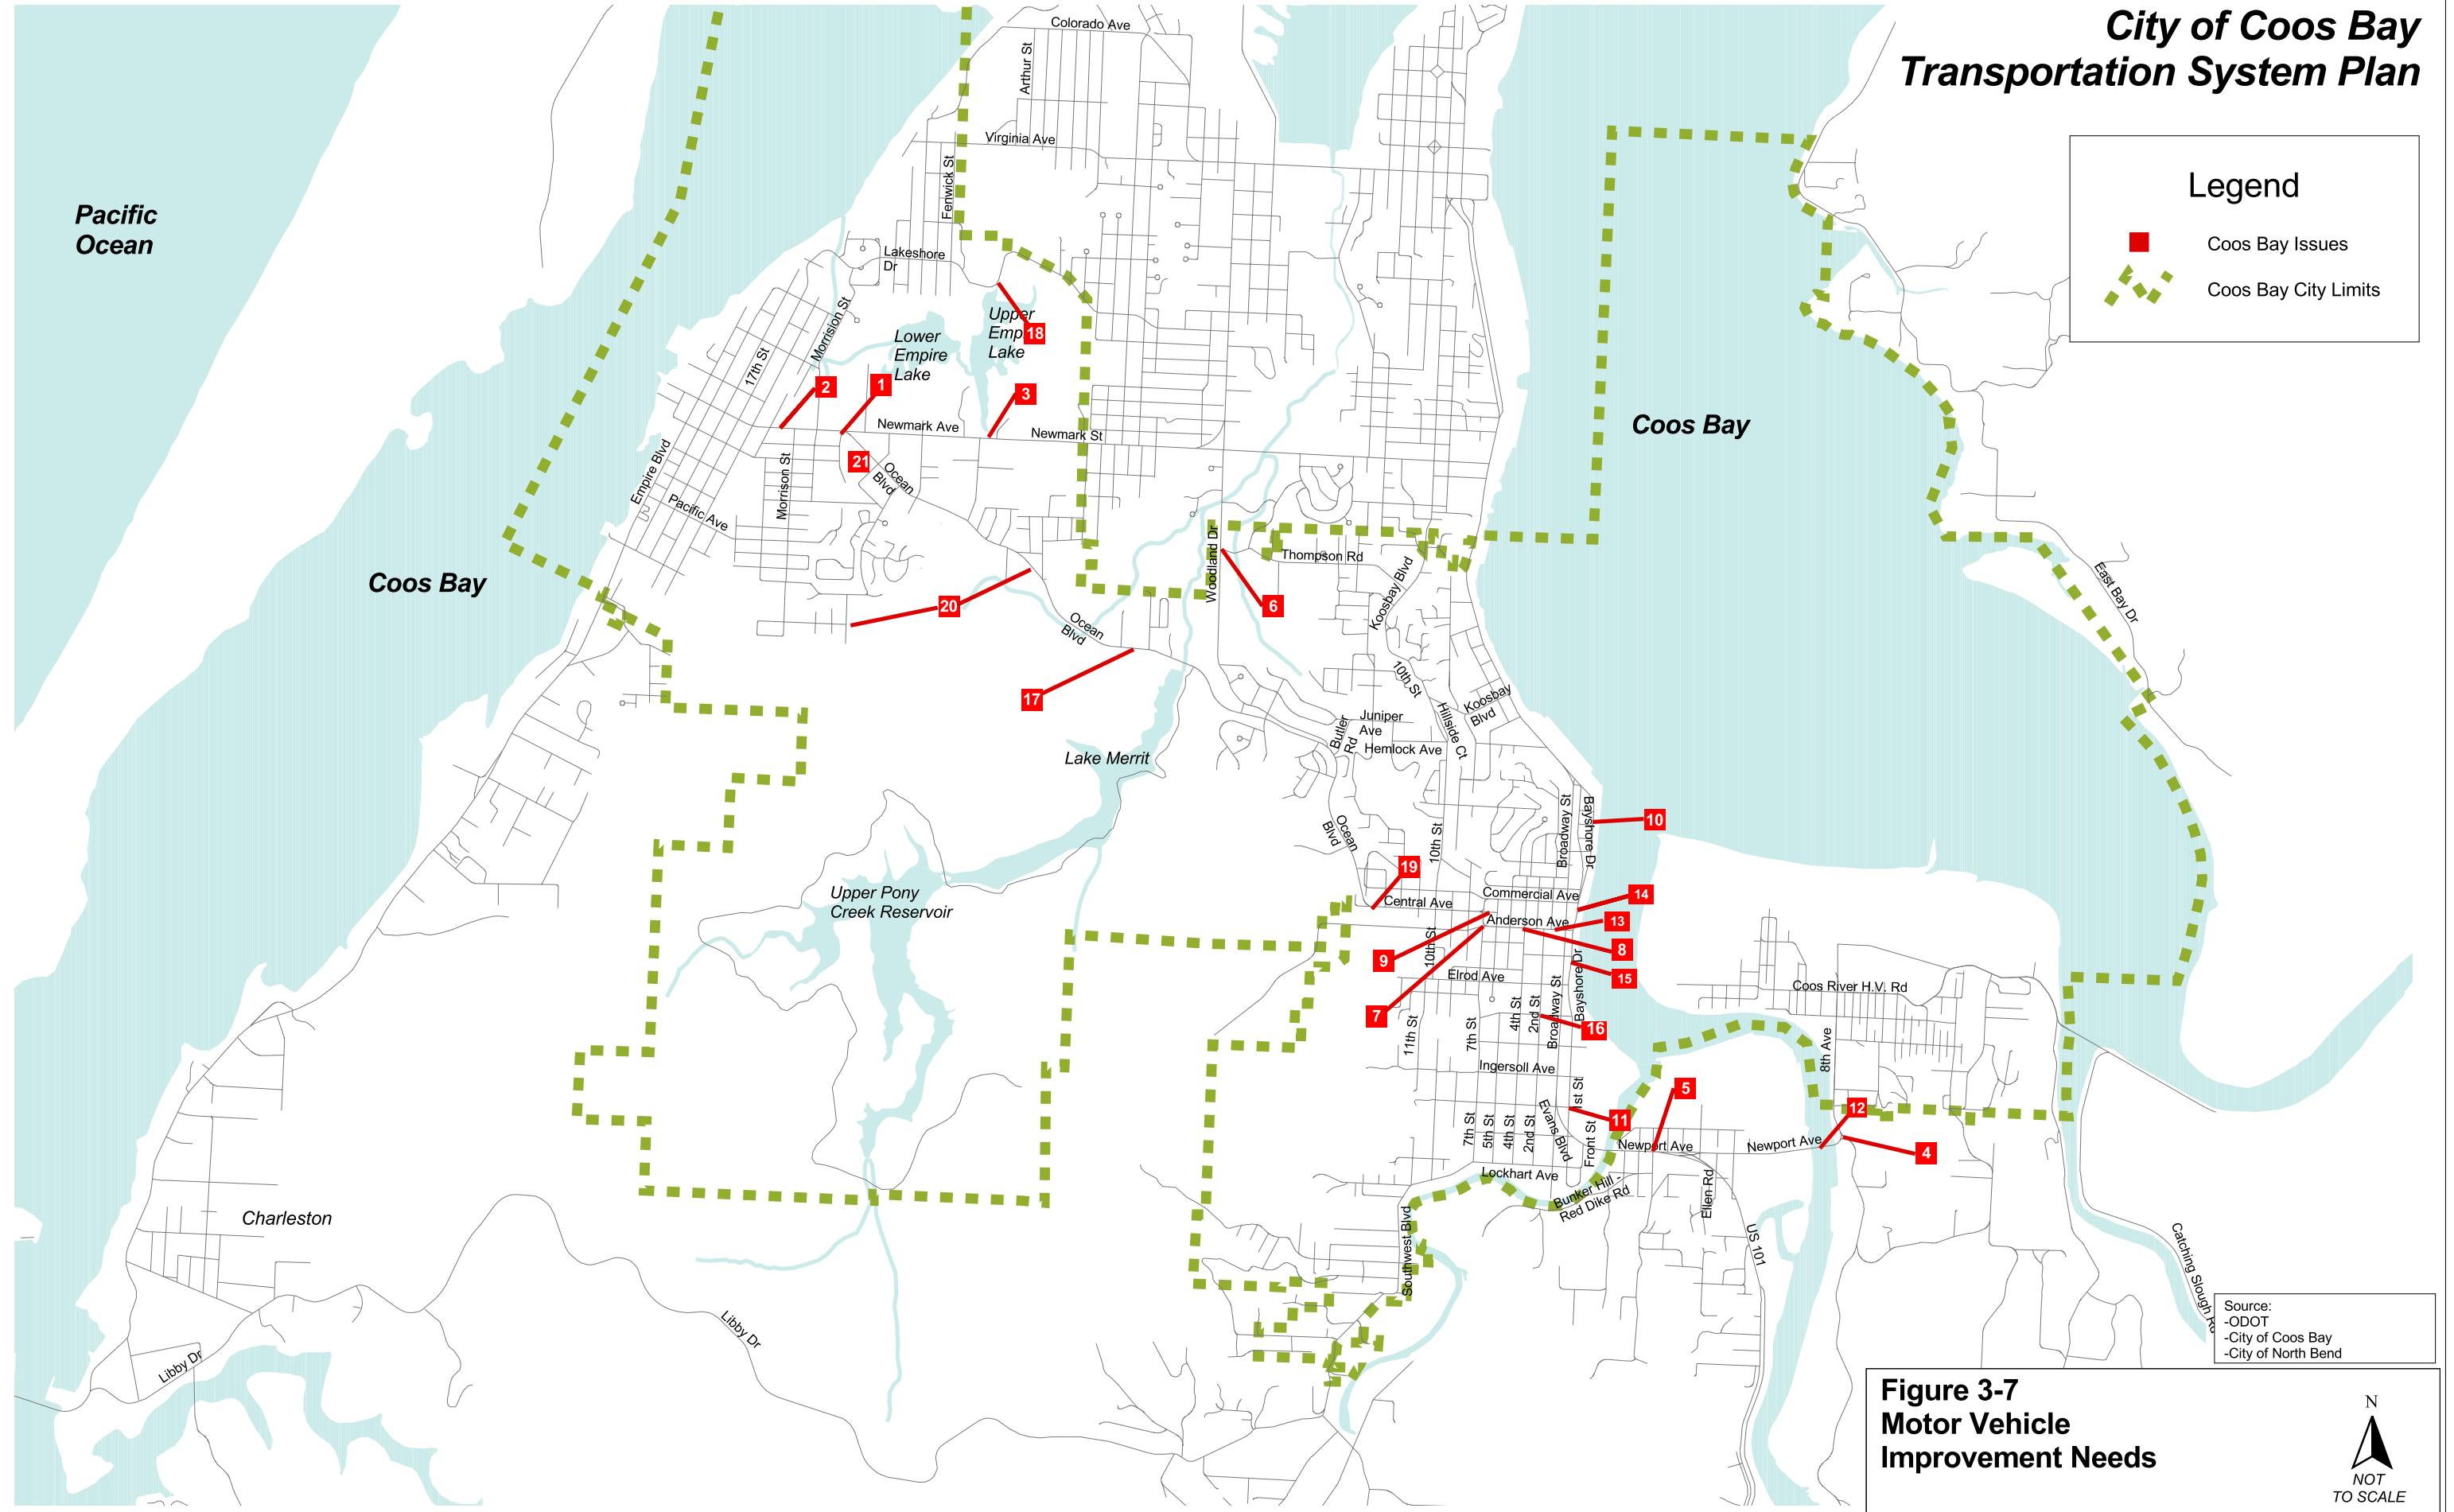 City of Coos Bay
Transportation System Plan
Legend
Coos Bay Issues
Coos Bay City Limits
Pacific
Ocean
Coos Bay
Coos Bay
Colorado Ave
Arthur St
Virginia Ave
Fenwick St
Lakeshore
Dr
Morrision St
17th St
Lower
Empire
Lake
Upper
Emp
Lake
18
2
1
3
Newmark Ave
Newmark St
21
Ocean
Blvd
Empire Blvd
Morrison St
Pacific Ave
Woodland Dr
Thompson Rd
Koosbay Blvd
East Bay Dr
20
6
Ocean
Blvd
17
10th St
Koosbay
Blvd
Hillside Ct
Juniper
Ave
Butler
Rd
Hemlock Ave
Lake Merrit
Broadway St
Bayshore Dr
10
Ocean
Blvd
10th St
19
Upper Pony
Creek Reservoir
Commercial Ave
14
Central Ave
Anderson Ave
13
10th St
8
9
Elrod Ave
Bayshore Dr
15
Coos River H.V. Rd
7
4th St
2nd St
Broadway St
16
11th St
7th St
8th Ave
Ingersoll Ave
1st St
5
12
11
7th St
5th St
4th St
2nd St
Evans Blvd
Front St
Newport Ave
Newport Ave
4
Lockhart Ave
Bunker Hill -
Red Dike Rd
Ellen Rd
Southwest Blvd
US 101
Charleston
Catching Slough Rd
Libby Dr
Libby Dr
Source:
-ODOT
-City of Coos Bay
-City of North Bend
Figure 3-7
Motor Vehicle
Improvement Needs
N
NOT
TO SCALE